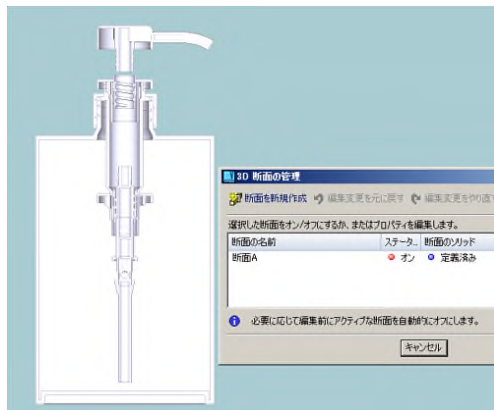 3D 断面の管理
断面を新規作成 編集変更を元に戻す 編集変更をやり直す
選択した断面をオン/オフにするか、またはプロパティを編集します。
断面の名前 ステータ... 断面のソリッド
断面A オン 定義済み
必要に応じて編集前にアクティブな断面を自動的にオフにします。
キャンセル